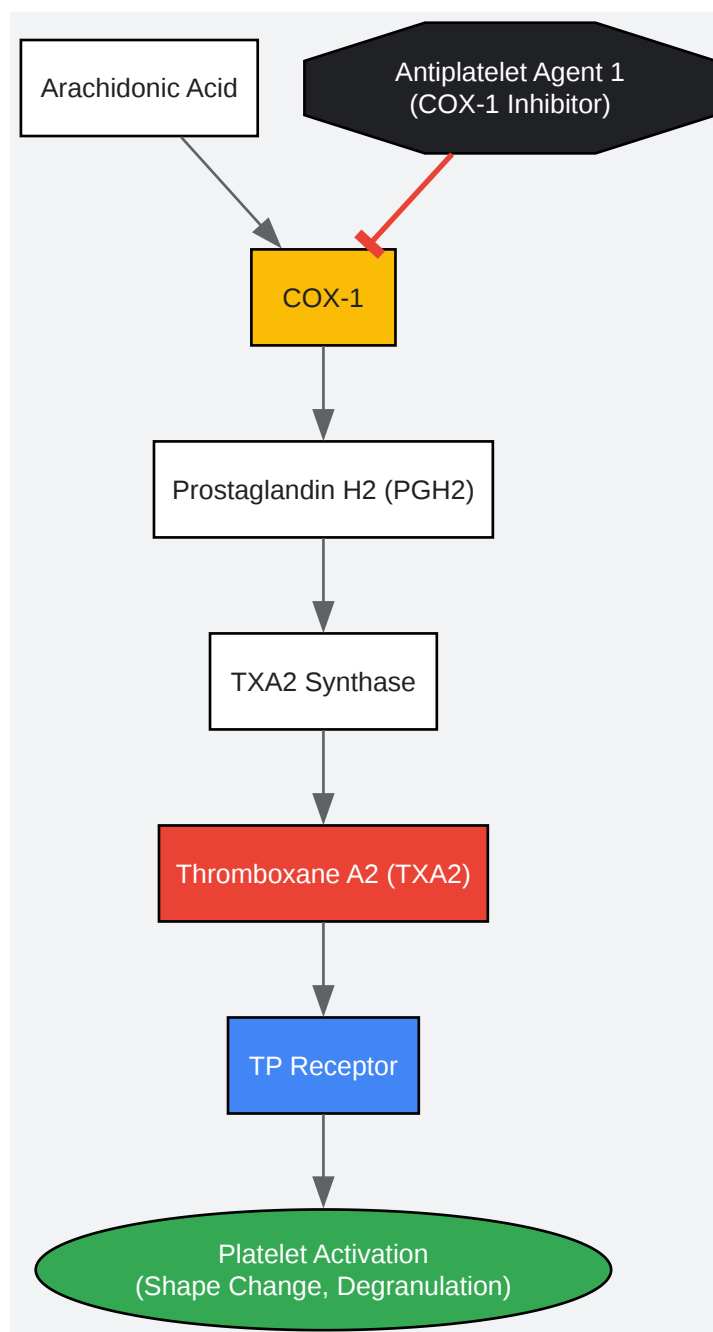 Arachidonic Acid
Antiplatelet Agent 1
(COX-1 Inhibitor)
COX-1
Prostaglandin H2 (PGH2)
TXA2 Synthase
Thromboxane A2 (TXA2)
TP Receptor
Platelet Activation
(Shape Change, Degranulation)